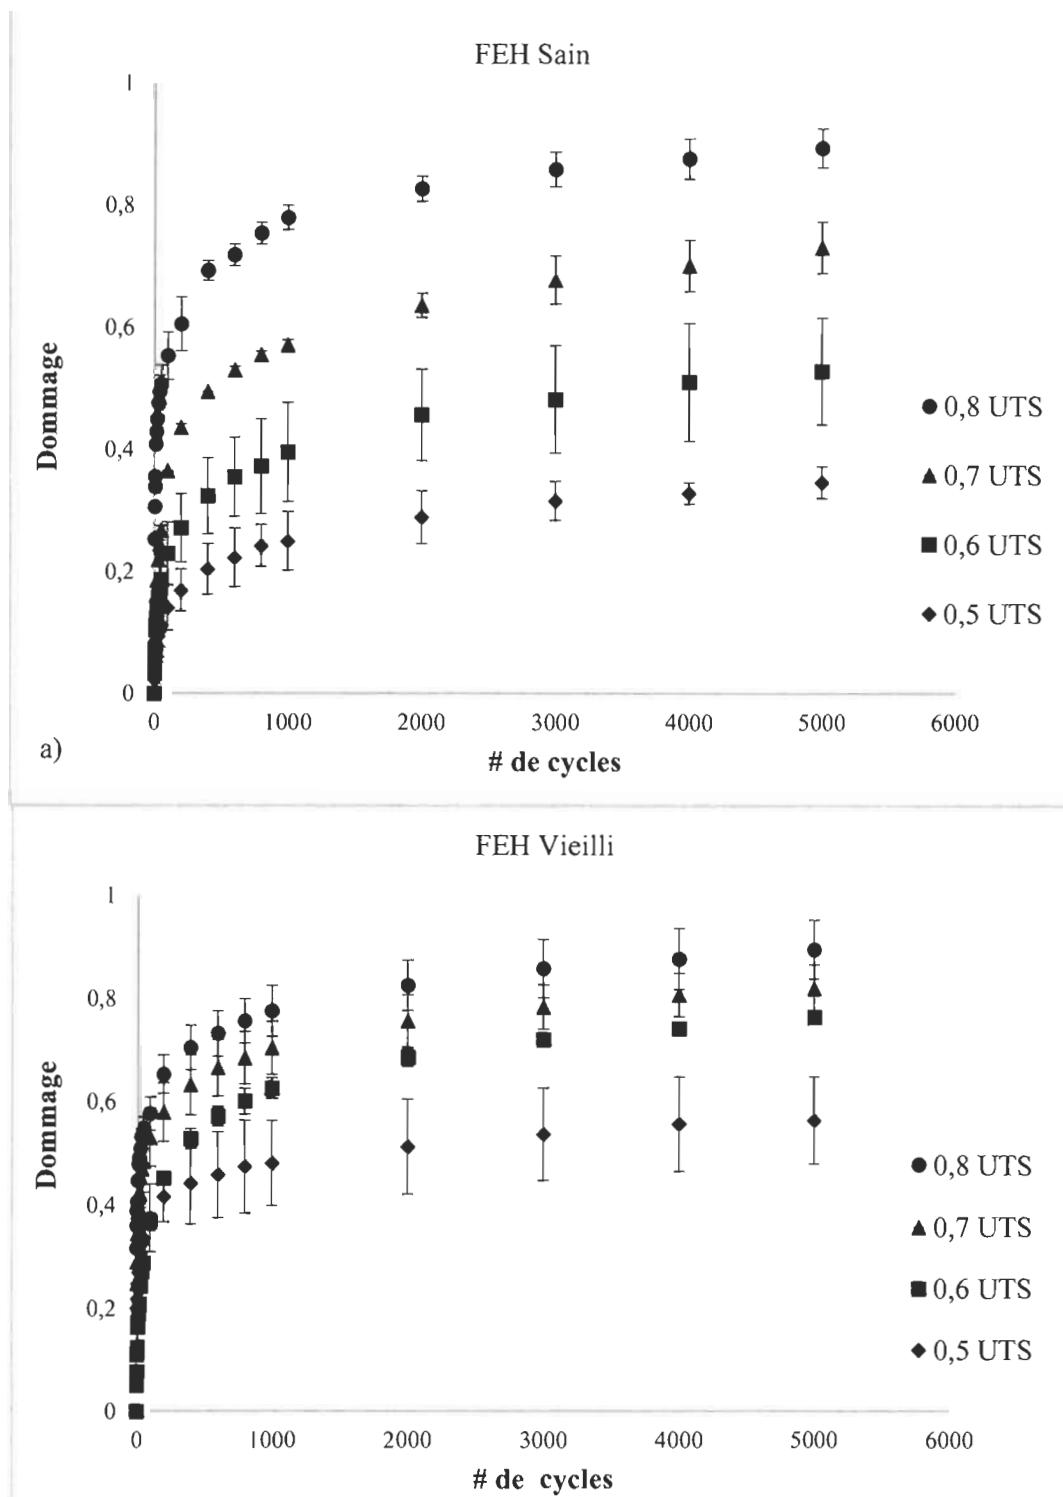 FEH Sain
1
0,8
0,6
0,4
0,2
0
Dommage
0 1000 2000 3000 4000 5000 6000
# de cycles
0,8 UTS
0,7 UTS
0,6 UTS
0,5 UTS
a)
FEH Vieilli
1
0,8
0,6
0,4
0,2
0
Dommage
0 1000 2000 3000 4000 5000 6000
# de cycles
0,8 UTS
0,7 UTS
0,6 UTS
0,5 UTS